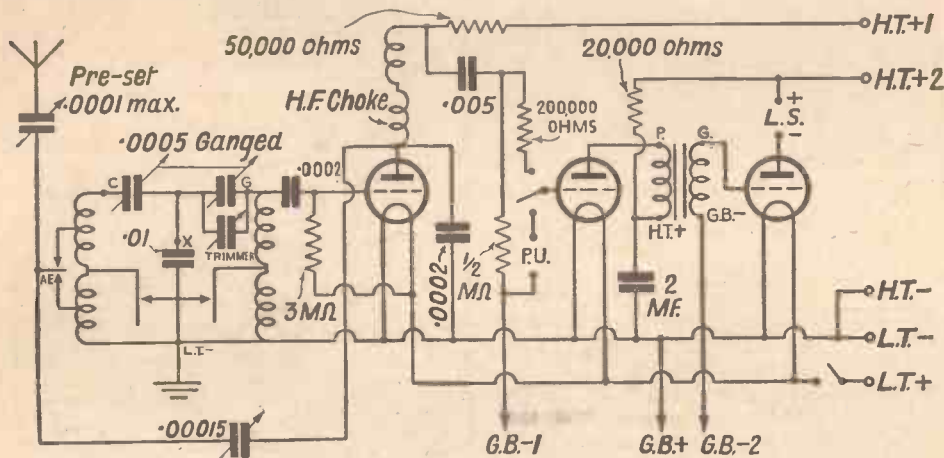 50,000 ohms
H.T.+1
Pre-set
.0001 max.
20,000 ohms
H.T.+2
.005
H.F. Choke
200,000
OHMS
+
L.S.
-
.0005 Ganged
.0002
P.
G.
C
G
.01
X
TRIMMER
AE
3MΩ
.0002
½
MΩ
P.U.
H.T.+
G.B.-
2
MF.
H.T.-
L.T.-
L.T.-
L.T.+
.00015
G.B.-1
G.B.+
G.B.-2